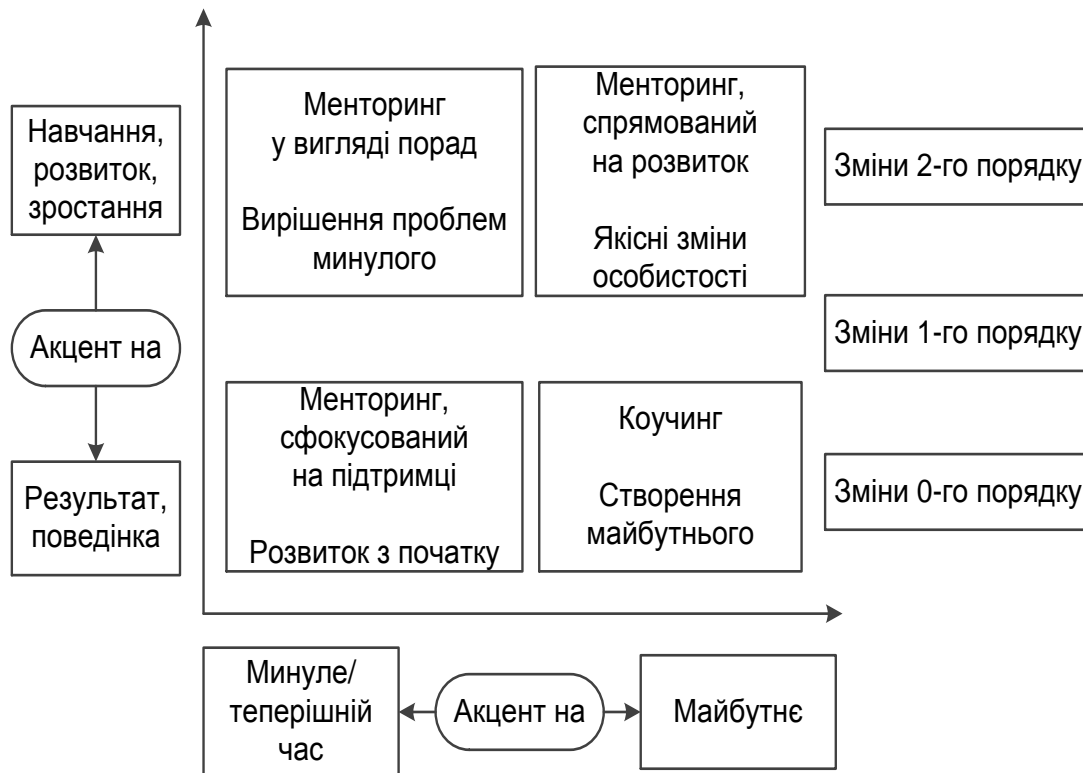 Навчання,
розвиток,
зростання
Акцент на
Результат,
поведінка
Менторинг
у вигляді порад
Вирішення проблем
минулого
Менторинг,
спрямований
на розвиток
Якісні зміни
особистості
Менторинг,
сфокусований
на підтримці
Розвиток з початку
Коучинг
Створення
майбутнього
Зміни 2-го порядку
Зміни 1-го порядку
Зміни 0-го порядку
Минуле/
теперішній
час
Акцент на
Майбутнє